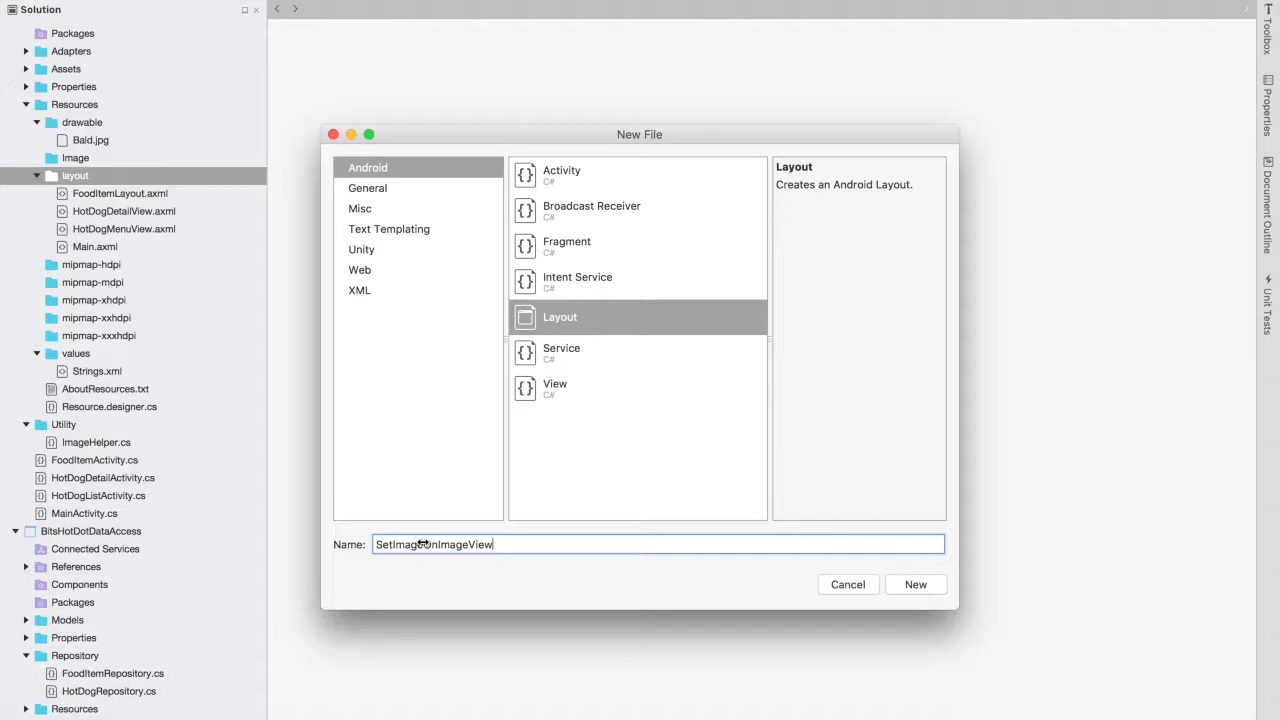 Solution
Packages
Adapters
Assets
Properties
Resources
drawable
Bald.jpg
Image
layout
FoodItemLayout.axml
HotDogDetailView.axml
HotDogMenuView.axml
Main.axml
mipmap-hdpi
mipmap-mdpi
mipmap-xhdpi
mipmap-xxhdpi
mipmap-xxxhdpi
values
Strings.xml
AboutResources.txt
Resource.designer.cs
Utility
ImageHelper.cs
FoodItemActivity.cs
HotDogDetailActivity.cs
HotDogListActivity.cs
MainActivity.cs
BitsHotDotDataAccess
Connected Services
References
Components
Packages
Models
Properties
Repository
FoodItemRepository.cs
HotDogRepository.cs
Resources
New File
Android
General
Misc
Text Templating
Unity
Web
XML
Activity
C#
Broadcast Receiver
C#
Fragment
C#
Intent Service
C#
Layout
Service
C#
View
C#
Layout
Creates an Android Layout.
Name: SetImageOnImageView
Cancel
New
Toolbox
Properties
Document Outline
Unit Tests